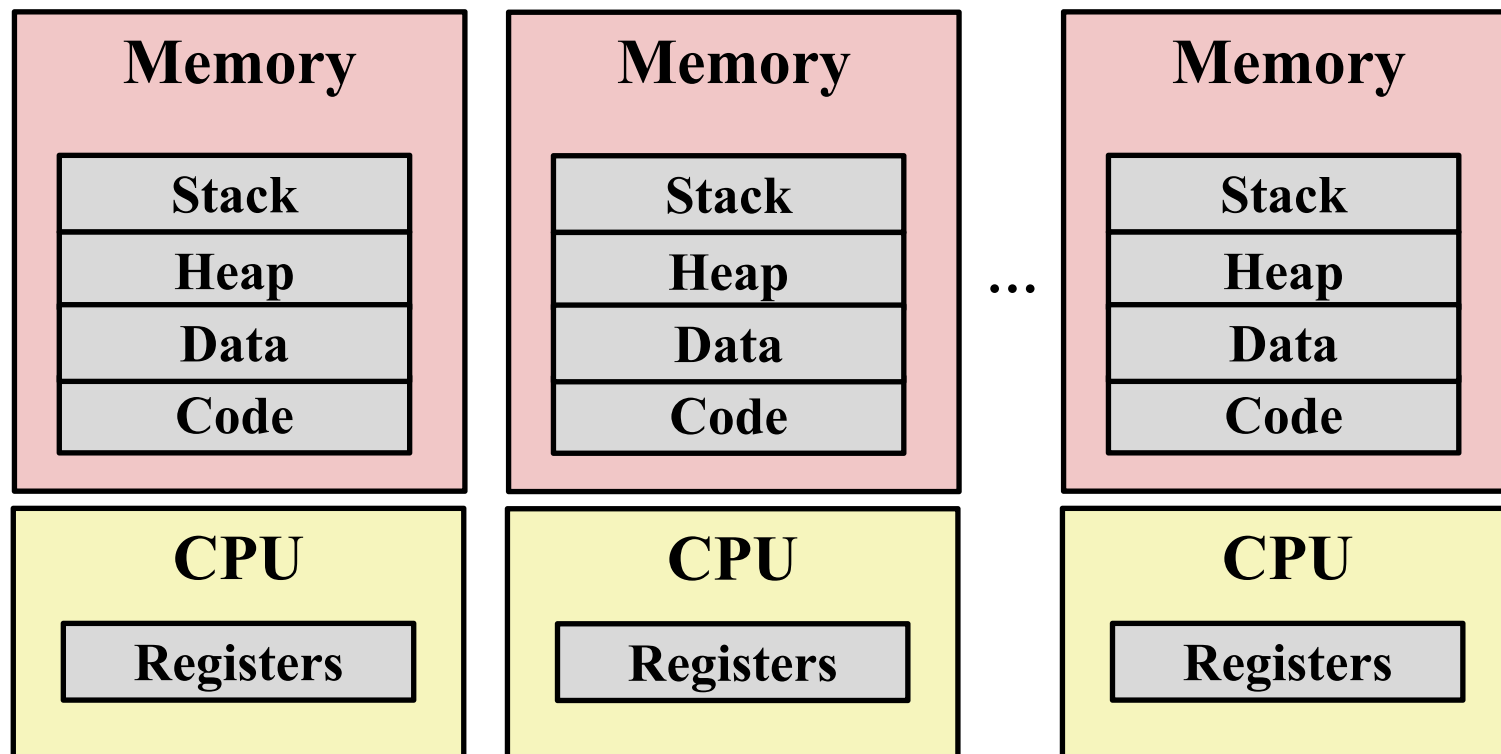 Memory
Stack
Heap
Data
Code
CPU
Registers
Memory
Stack
Heap
Data
Code
CPU
Registers
...
Memory
Stack
Heap
Data
Code
CPU
Registers